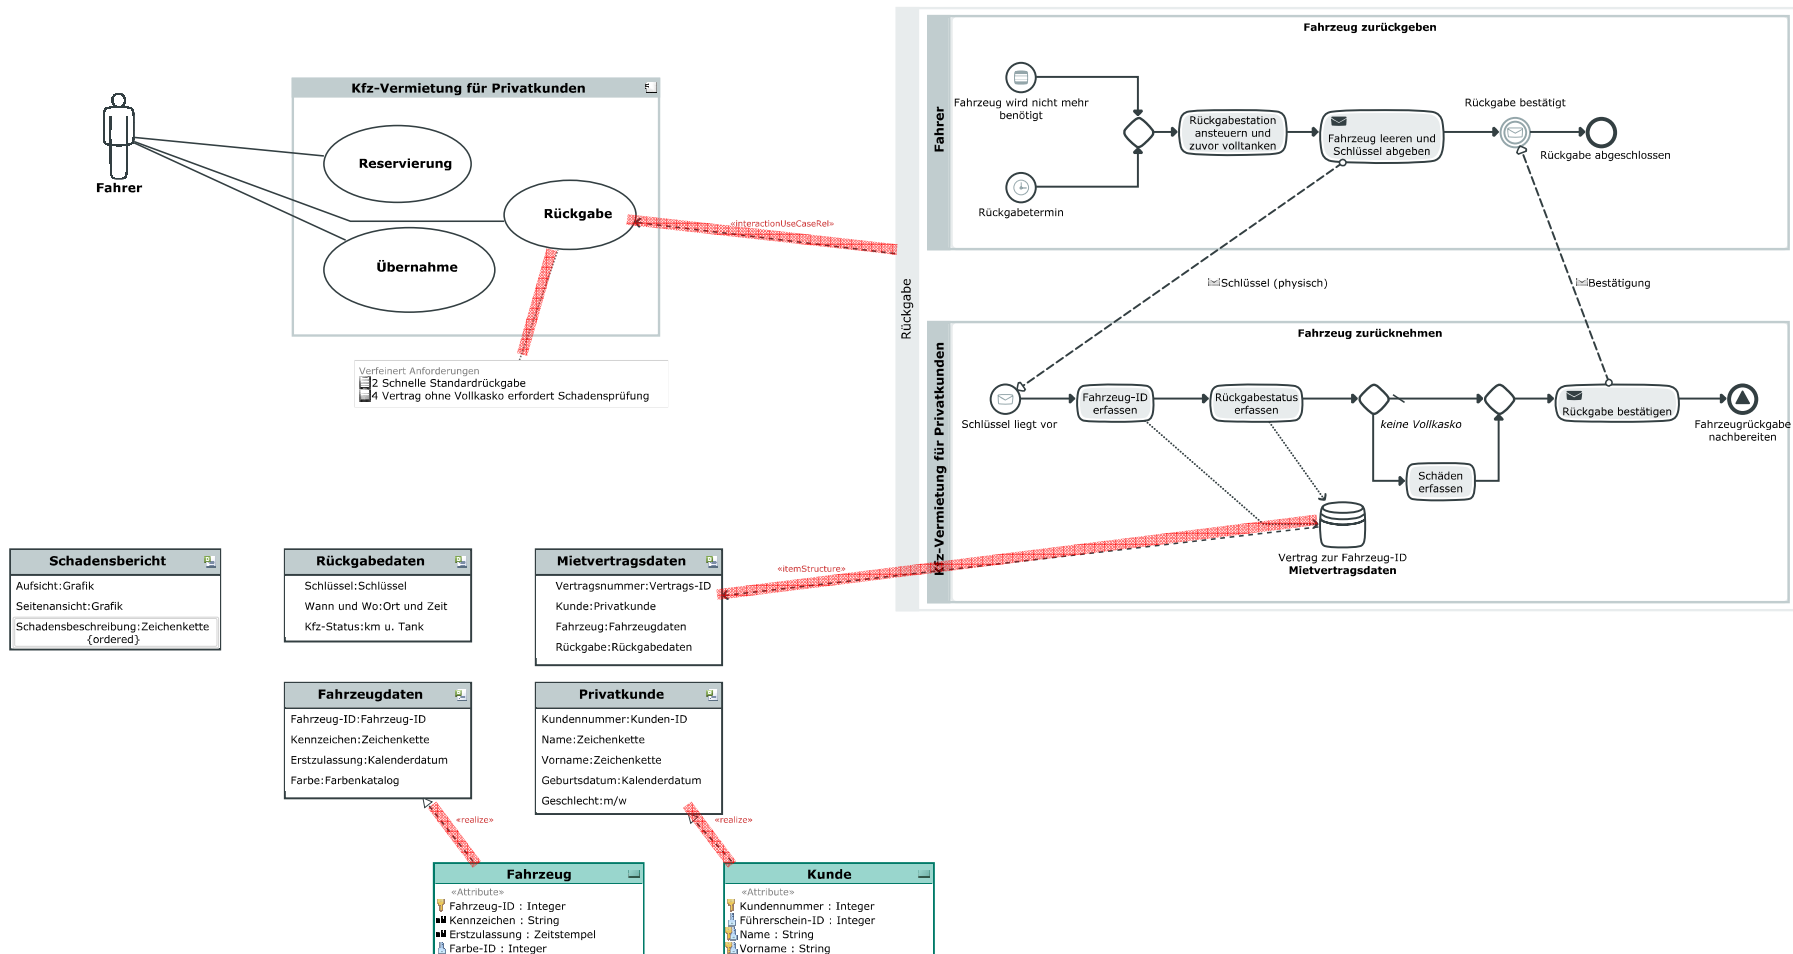 Kfz-Vermietung für Privatkunden
Fahrer
Reservierung
Rückgabe
Übernahme
«interactionUseCaseRel»
Verfeinert Anforderungen
2 Schnelle Standardrückgabe
4 Vertrag ohne Vollkasko erfordert Schadensprüfung
Rückgabe
Fahrer
Fahrzeug zurückgeben
Fahrzeug wird nicht mehr
benötigt
Rückgabetermin
Rückgabestation
ansteuern und
zuvor volltanken
Fahrzeug leeren und
Schlüssel abgeben
Rückgabe bestätigt
Rückgabe abgeschlossen
Schlüssel (physisch)
Bestätigung
Kfz-Vermietung für Privatkunden
Fahrzeug zurücknehmen
Schlüssel liegt vor
Fahrzeug-ID
erfassen
Rückgabestatus
erfassen
keine Vollkasko
Schäden
erfassen
Rückgabe bestätigen
Fahrzeugrückgabe
nachbereiten
Vertrag zur Fahrzeug-ID
Mietvertragsdaten
«itemStructure»
Schadensbericht
Aufsicht:Grafik
Seitenansicht:Grafik
Schadensbeschreibung:Zeichenkette
{ordered}
Rückgabedaten
Schlüssel:Schlüssel
Wann und Wo:Ort und Zeit
Kfz-Status:km u. Tank
Mietvertragsdaten
Vertragsnummer:Vertrags-ID
Kunde:Privatkunde
Fahrzeug:Fahrzeugdaten
Rückgabe:Rückgabedaten
Fahrzeugdaten
Fahrzeug-ID:Fahrzeug-ID
Kennzeichen:Zeichenkette
Erstzulassung:Kalenderdatum
Farbe:Farbenkatalog
Privatkunde
Kundennummer:Kunden-ID
Name:Zeichenkette
Vorname:Zeichenkette
Geburtsdatum:Kalenderdatum
Geschlecht:m/w
«realize»
«realize»
Fahrzeug
«Attribute»
Fahrzeug-ID : Integer
Kennzeichen : String
Erstzulassung : Zeitstempel
Farbe-ID : Integer
Kunde
«Attribute»
Kundennummer : Integer
Führerschein-ID : Integer
Name : String
Vorname : String